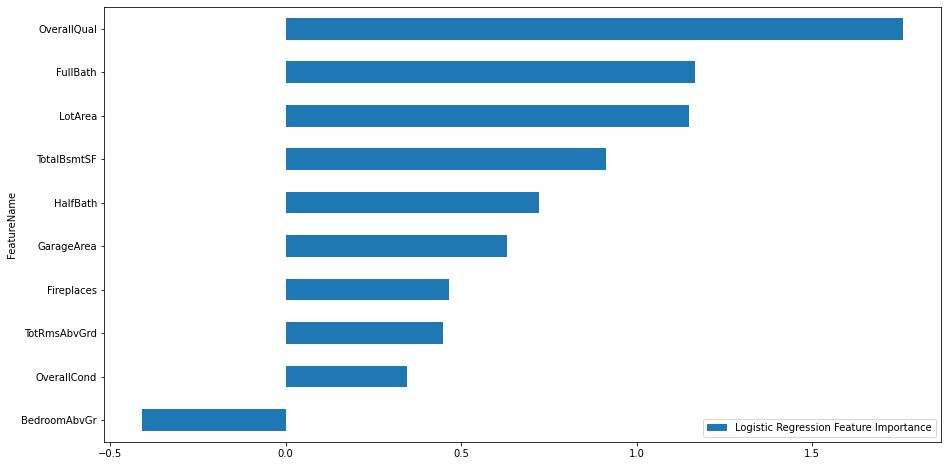 OverallQual
FullBath
LotArea
TotalBsmtSF
HalfBath
GarageArea
Fireplaces
TotRmsAbvGrd
OverallCond
BedroomAbvGr
FeatureName
−0.5 0.0 0.5 1.0 1.5
Logistic Regression Feature Importance